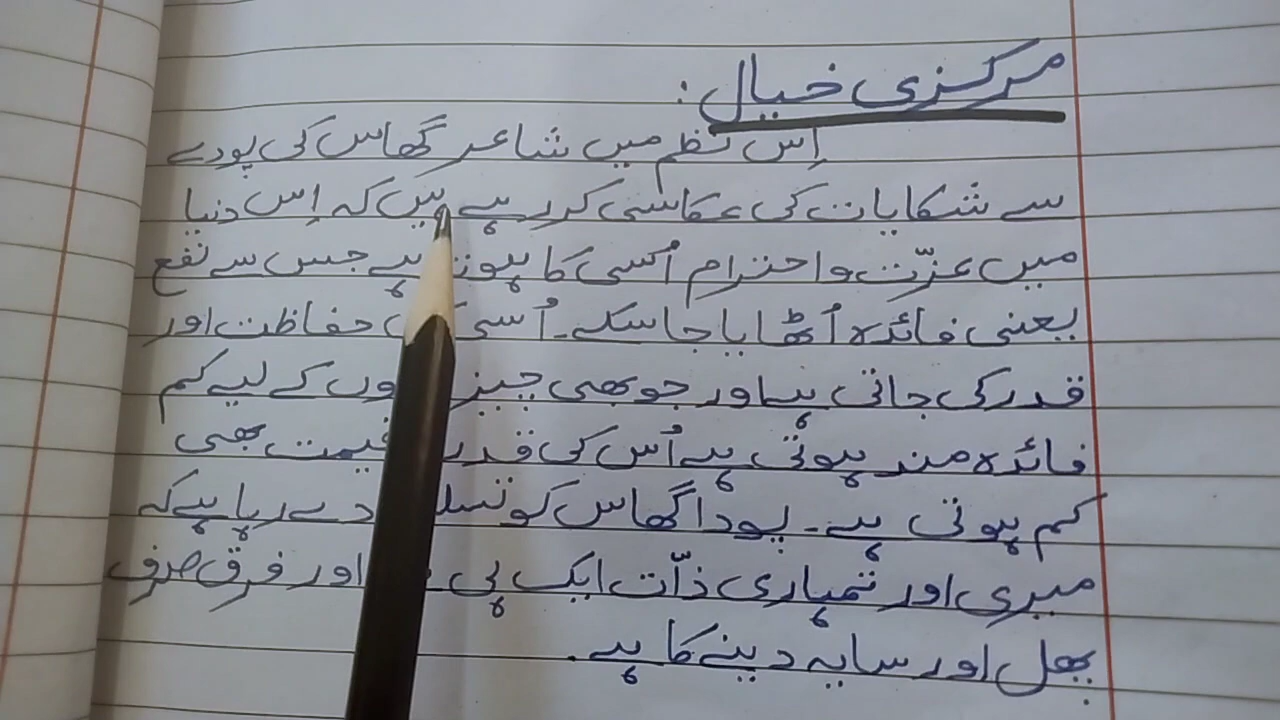 مرکزی خیال:
اِس نظم میں شاعر گھاس کی پودے
سے شکایات کی عکاسی کر رہے ہیں کہ اِس دنیا
میں عزّت و احترام اُسی کا ہوتا ہے جس سے نفع
یعنی فائدہ اُٹھایا جا سکے۔ اُسی حفاظت اور
قدر کی جاتی ہے اور جو بھی چیز کے لیے کم
فائدہ مند ہوتی ہے اُس کی قدر قیمت بھی
کم ہوتی ہے۔ پودا گھاس کو دے رہا ہے کہ
میری اور تمہاری ذاّت ایک ہی اور فرق صرف
پھل اور سایہ دینے کا ہے۔